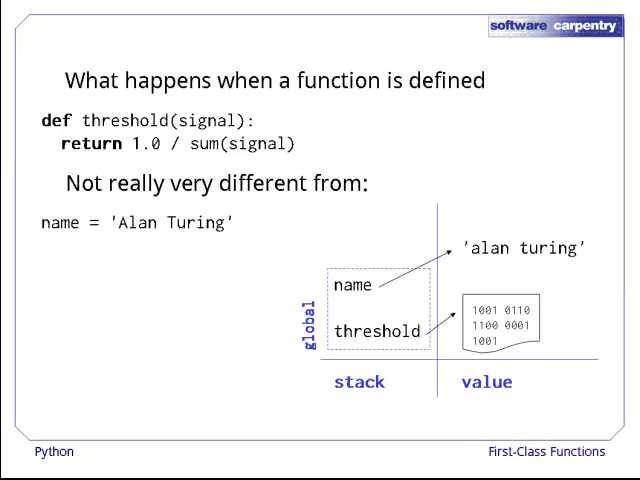 software carpentry
What happens when a function is defined
def threshold(signal):
return 1.0 / sum(signal)
Not really very different from:
name = 'Alan Turing'
'alan turing'
name
threshold
global
1001 0110
1100 0001
1001
stack
value
Python
First-Class Functions